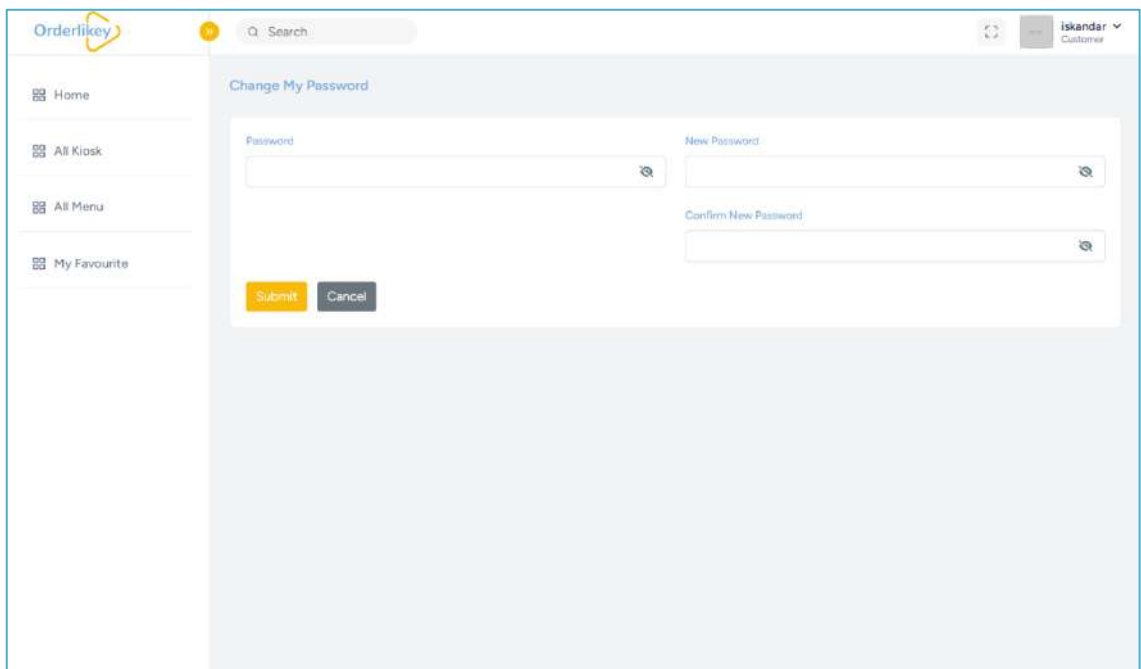 Orderlikey
Search
iskandar
Customer
Home
All Kiosk
All Menu
My Favourite
Change My Password
Password
New Password
Confirm New Password
Submit
Cancel